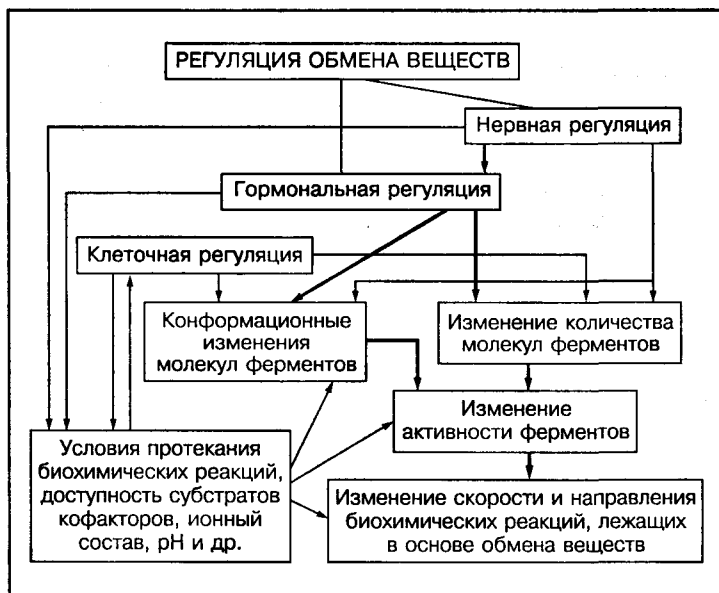 РЕГУЛЯЦИЯ ОБМЕНА ВЕЩЕСТВ
Нервная регуляция
Гормональная регуляция
Клеточная регуляция
Конформационные
изменения
молекул ферментов
Изменение количества
молекул ферментов
Изменение
активности ферментов
Условия протекания
биохимических реакций,
доступность субстратов
кофакторов, ионный
состав, рН и др.
Изменение скорости и направления
биохимических реакций, лежащих
в основе обмена веществ